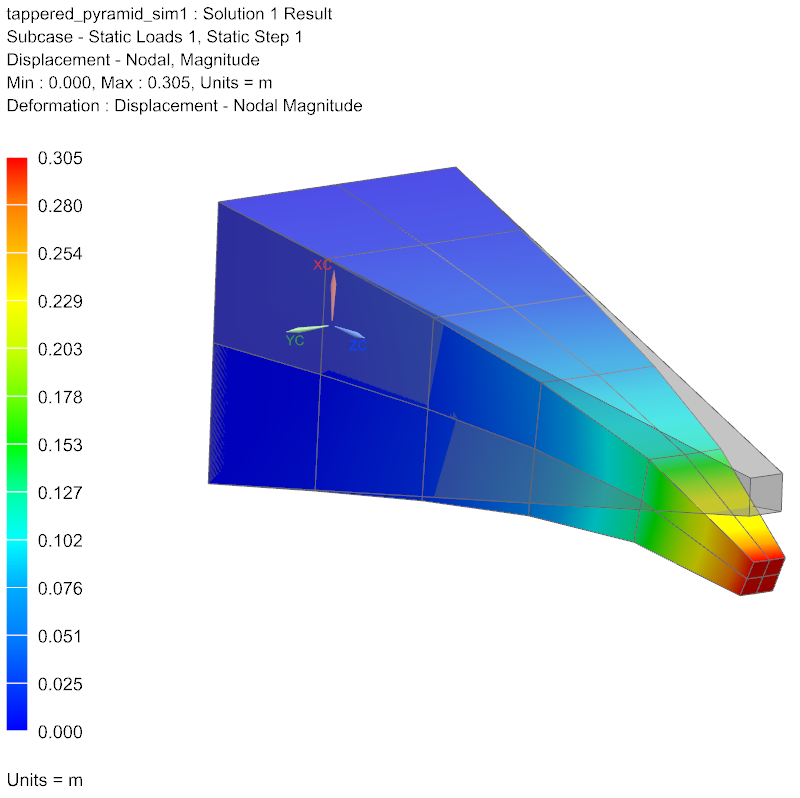 tappered_pyramid_sim1 : Solution 1 Result
Subcase - Static Loads 1, Static Step 1
Displacement - Nodal, Magnitude
Min : 0.000, Max : 0.305, Units = m
Deformation : Displacement - Nodal Magnitude
0.305
0.280
0.254
0.229
0.203
0.178
0.153
0.127
0.102
0.076
0.051
0.025
0.000
XC
YC
ZC
Units = m